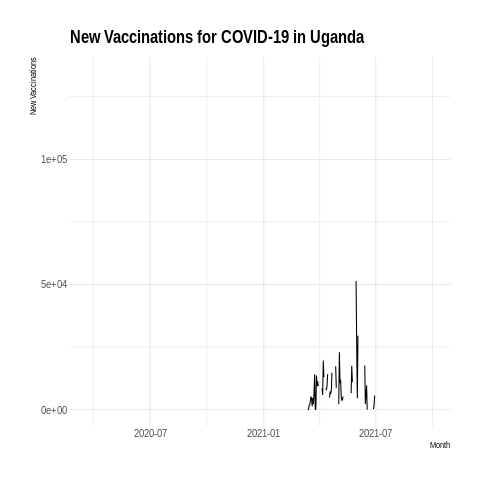 New Vaccinations for COVID-19 in Uganda
New Vaccinations
1e+05
5e+04
0e+00
2020-07 2021-01 2021-07
Month